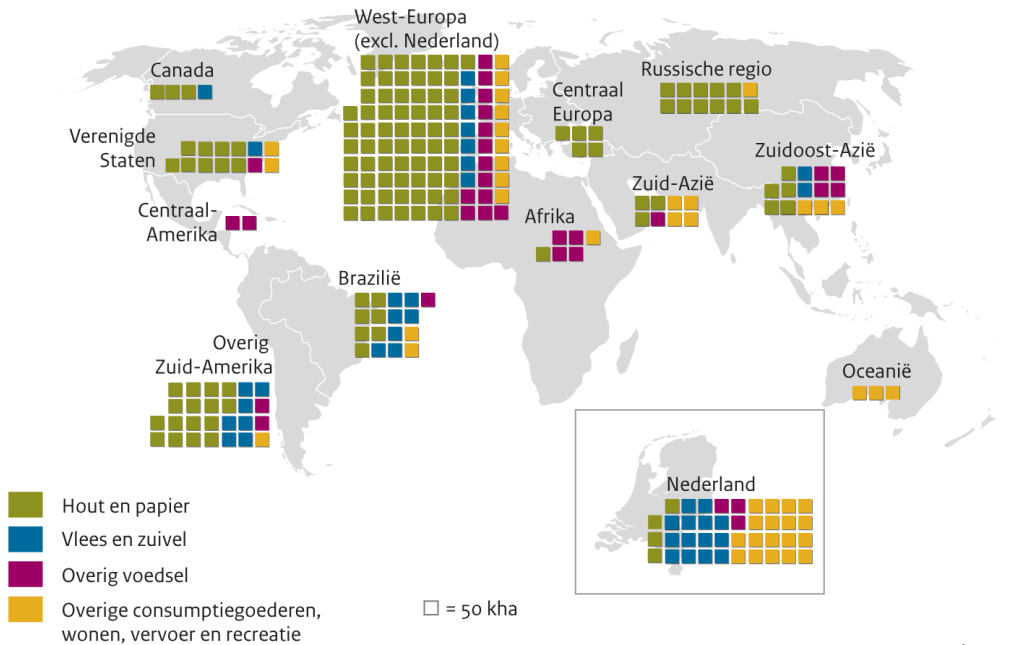 West-Europa
(excl. Nederland)
Canada
Russische regio
Centraal
Europa
Verenigde
Staten
Zuidoost-Azië
Zuid-Azië
Centraal-
Amerika
Afrika
Brazilië
Overig
Zuid-Amerika
Oceanië
Nederland
Hout en papier
Vlees en zuivel
Overig voedsel
Overige consumptiegoederen,
wonen, vervoer en recreatie
= 50 kha